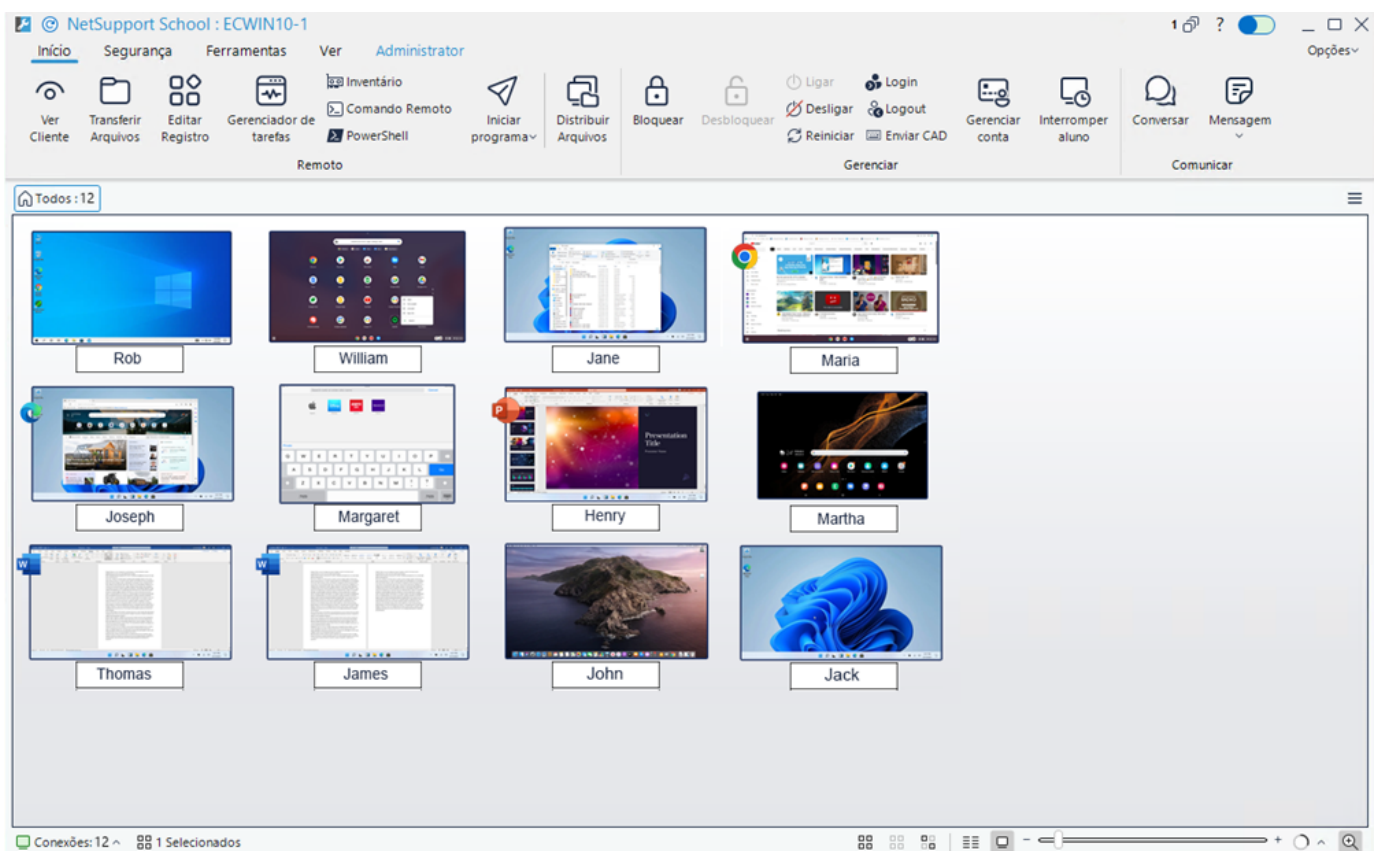 NetSupport School : ECWIN10-1
1 ?
Início Segurança Ferramentas Ver Administrator Opções
Ver Cliente
Transferir Arquivos
Editar Registro
Gerenciador de tarefas
Inventário
Comando Remoto
PowerShell
Iniciar programa
Distribuir Arquivos
Bloquear
Desbloquear
Ligar
Desligar
Reiniciar
Login
Logout
Enviar CAD
Gerenciar conta
Interromper aluno
Conversar
Mensagem
Remoto Gerenciar Comunicar
Todos : 12
Rob William Jane Maria
Presentation
Title
Joseph Margaret Henry Martha
Thomas James John Jack
Conexões: 12 1 Selecionados